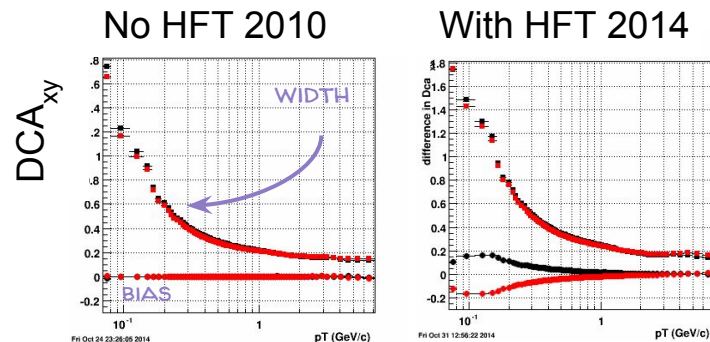 No HFT 2010
With HFT 2014
DCAxy
WIDTH
BIAS
.8
.6
.4
.2
1
0.8
0.6
0.4
0.2
0
-0.2
10⁻¹
1
pT (GeV/c)
Fri Oct 24 23:26:05 2014
difference in Dca
1.8
1.6
1.4
1.2
1
0.8
0.6
0.4
0.2
0
-0.2
10⁻¹
1
pT (GeV/c)
Fri Oct 31 12:56:22 2014